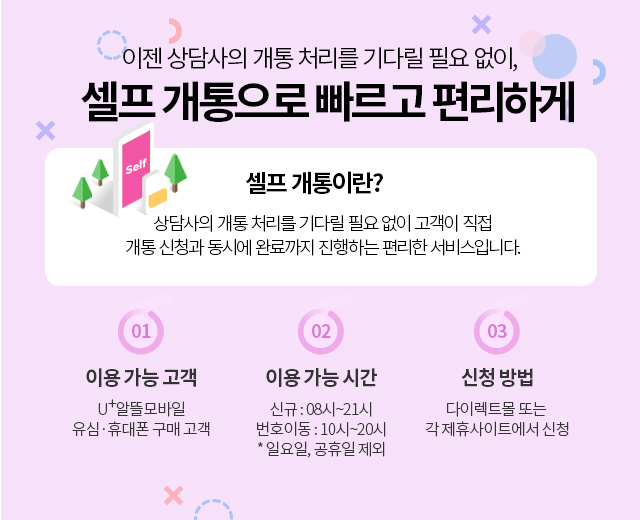 이젠 상담사의 개통 처리를 기다릴 필요 없이,
셀프 개통으로 빠르고 편리하게
Self
셀프 개통이란?
상담사의 개통 처리를 기다릴 필요 없이 고객이 직접
개통 신청과 동시에 완료까지 진행하는 편리한 서비스입니다.
01
이용 가능 고객
U+알뜰모바일
유심·휴대폰 구매 고객
02
이용 가능 시간
신규 : 08시~21시
번호이동 : 10시~20시
* 일요일, 공휴일 제외
03
신청 방법
다이렉트몰 또는
각 제휴사이트에서 신청